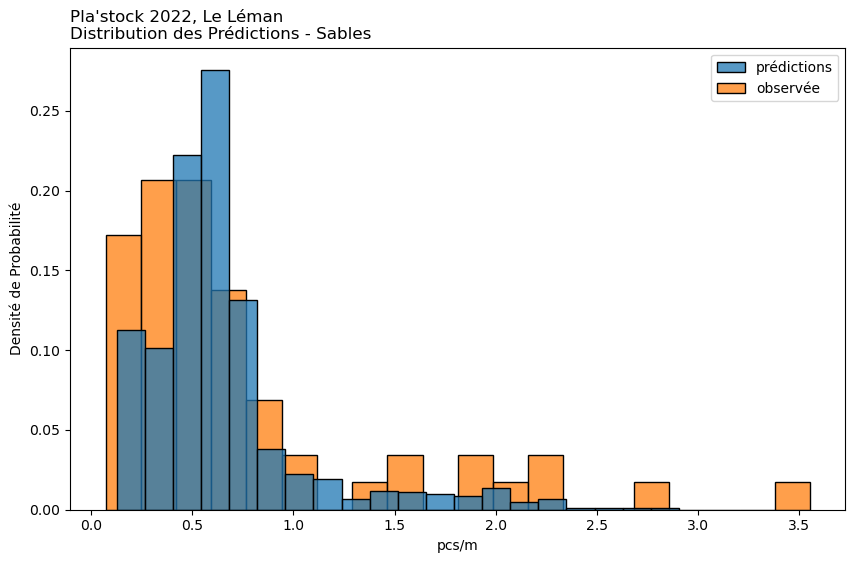 Pla'stock 2022, Le Léman
Distribution des Prédictions - Sables
prédictions
observée
Densité de Probabilité
0.25
0.20
0.15
0.10
0.05
0.00
0.0 0.5 1.0 1.5 2.0 2.5 3.0 3.5
pcs/m